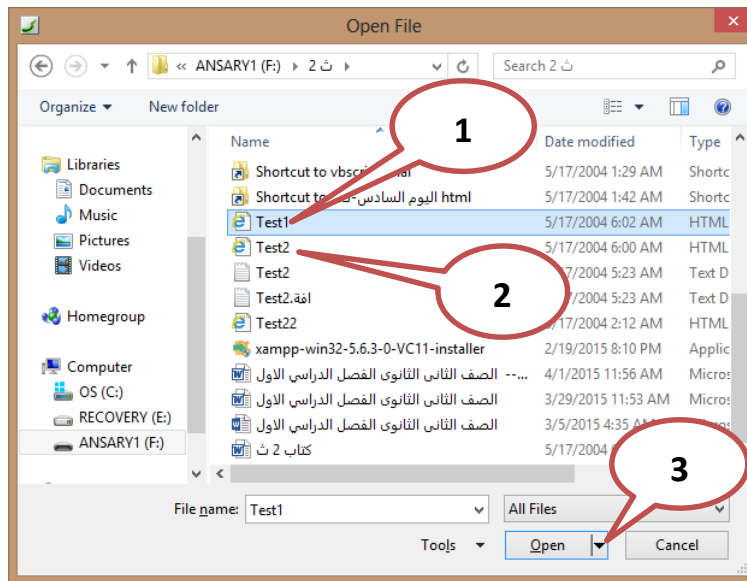 Open File
« ANSARY1 (F:) ▸ 2 ث ▸
Search 2 ث
Organize
New folder
Name
Date modified
Type
Libraries
Documents
Music
Pictures
Videos
Homegroup
Computer
OS (C:)
RECOVERY (E:)
ANSARY1 (F:)
Shortcut to
5/17/2004 1:29 AM
Shortc
Shortcut to اليوم السادس html
5/17/2004 1:42 AM
Shortc
Test1
5/17/2004 6:02 AM
HTML
Test2
5/17/2004 6:00 AM
HTML
Test2
7/2004 5:23 AM
Text D
Test2.افة
7/2004 5:23 AM
Text D
Test22
17/2004 2:12 AM
HTML
xampp-win32-5.6.3-0-VC11-installer
2/19/2015 8:10 PM
Applic
الصف الثانى الثانوى الفصل الدراسي الاول --...
4/1/2015 11:56 AM
Micros
الصف الثانى الثانوى الفصل الدراسي الاول
3/29/2015 11:53 AM
Micros
الصف الثانى الثانوى الفصل الدراسي الاول
3/5/2015 4:35
كتاب 2 ث
5/17/2004
1
2
3
File name: Test1
All Files
Tools
Open
Cancel